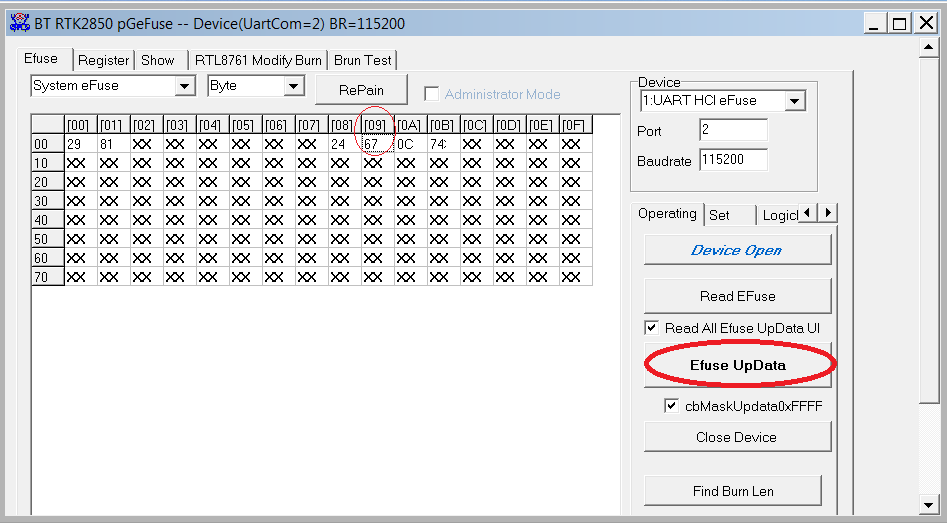 BT RTK2850 pGeFuse -- Device(UartCom=2) BR=115200
Efuse Register Show RTL8761 Modify Burn Brun Test
System eFuse Byte RePain Administrator Mode
[00] [01] [02] [03] [04] [05] [06] [07] [08] [09] [0A] [0B] [0C] [0D] [0E] [0F]
00 29 81 XX XX XX XX XX XX 24 67 0C 74: XX XX XX XX
10 XX XX XX XX XX XX XX XX XX XX XX XX XX XX XX XX
20 XX XX XX XX XX XX XX XX XX XX XX XX XX XX XX XX
30 XX XX XX XX XX XX XX XX XX XX XX XX XX XX XX XX
40 XX XX XX XX XX XX XX XX XX XX XX XX XX XX XX XX
50 XX XX XX XX XX XX XX XX XX XX XX XX XX XX XX XX
60 XX XX XX XX XX XX XX XX XX XX XX XX XX XX XX XX
70 XX XX XX XX XX XX XX XX XX XX XX XX XX XX XX XX
Device
1:UART HCI eFuse
Port 2
Baudrate 115200
Operating Set Logicl
Device Open
Read EFuse
Read All Efuse UpData UI
Efuse UpData
cbMaskUpdata0xFFFF
Close Device
Find Burn Len